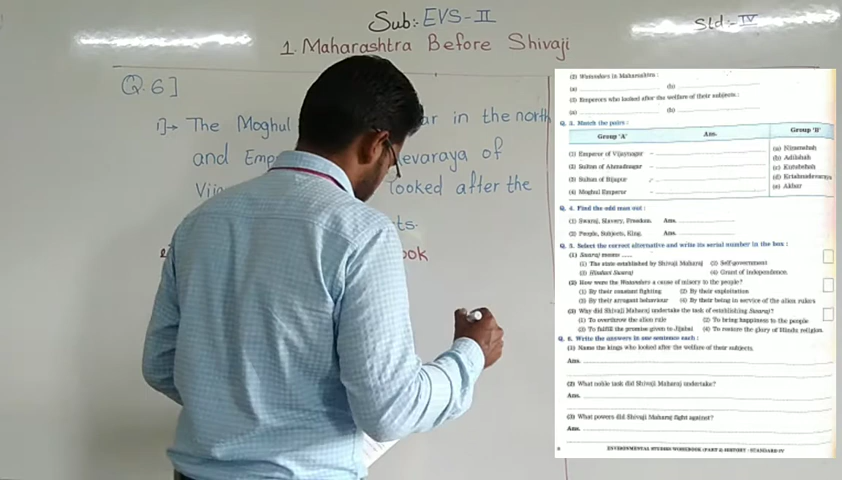 Sub:- EVS-II
Std:- IV
1. Maharashtra Before Shivaji
Q.6]
1]→ The Moghul ar in the north
and Emp evaraya of
Vij looked after the
ts.
ook
(2) Watandars in Maharashtra :
(a) (b)
(3) Emperors who looked after the welfare of their subjects :
(a) (b)
Q. 3. Match the pairs :
Group 'A' Ans. Group 'B'
(1) Emperor of Vijaynagar - (a) Nizamshah
(2) Sultan of Ahmadnagar - (b) Adilshah
(3) Sultan of Bijapur - (c) Kutubshah
(4) Moghul Emperor - (d) Krishnadevaraya
(e) Akbar
Q. 4. Find the odd man out :
(1) Swaraj, Slavery, Freedom. Ans.
(2) People, Subjects, King. Ans.
Q. 5. Select the correct alternative and write its serial number in the box :
(1) Swaraj means .....
(1) The state established by Shivaji Maharaj (2) Self-government
(3) Hindavi Swaraj (4) Grant of independence.
(2) How were the Watandars a cause of misery to the people?
(1) By their constant fighting (2) By their exploitation
(3) By their arrogant behaviour (4) By their being in service of the alien rulers
(3) Why did Shivaji Maharaj undertake the task of establishing Swaraj?
(1) To overthrow the alien rule (2) To bring happiness to the people
(3) To fulfill the promise given to Jijabai (4) To restore the glory of Hindu religion.
Q. 6. Write the answers in one sentence each :
(1) Name the kings who looked after the welfare of their subjects.
Ans.
(2) What noble task did Shivaji Maharaj undertake?
Ans.
(3) What powers did Shivaji Maharaj fight against?
Ans.
ENVIRONMENTAL STUDIES WORKBOOK (PART 2) HISTORY : STANDARD IV